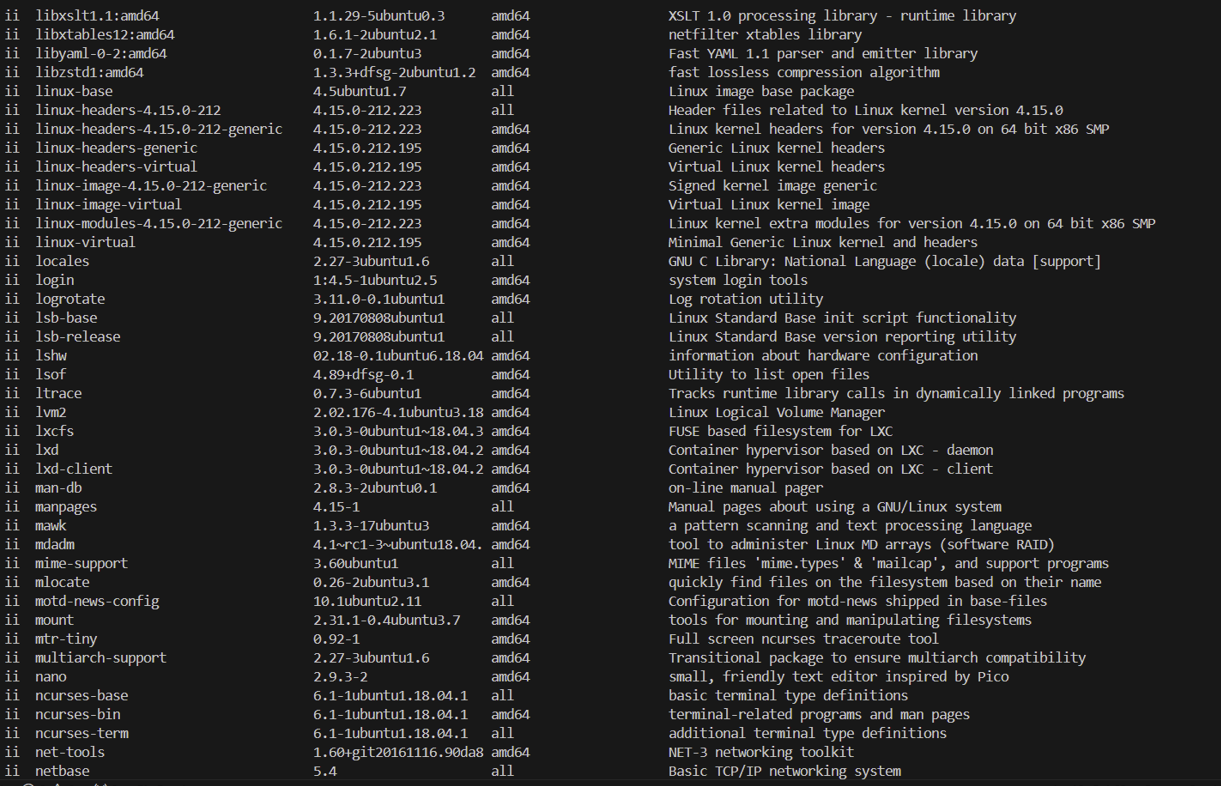 ii  libxslt1.1:amd64  1.1.29-5ubuntu0.3  amd64  XSLT 1.0 processing library - runtime library
ii  libxtables12:amd64  1.6.1-2ubuntu2.1  amd64  netfilter xtables library
ii  libyaml-0-2:amd64  0.1.7-2ubuntu3  amd64  Fast YAML 1.1 parser and emitter library
ii  libzstd1:amd64  1.3.3+dfsg-2ubuntu1.2  amd64  fast lossless compression algorithm
ii  linux-base  4.5ubuntu1.7  all  Linux image base package
ii  linux-headers-4.15.0-212  4.15.0-212.223  all  Header files related to Linux kernel version 4.15.0
ii  linux-headers-4.15.0-212-generic  4.15.0-212.223  amd64  Linux kernel headers for version 4.15.0 on 64 bit x86 SMP
ii  linux-headers-generic  4.15.0.212.195  amd64  Generic Linux kernel headers
ii  linux-headers-virtual  4.15.0.212.195  amd64  Virtual Linux kernel headers
ii  linux-image-4.15.0-212-generic  4.15.0-212.223  amd64  Signed kernel image generic
ii  linux-image-virtual  4.15.0.212.195  amd64  Virtual Linux kernel image
ii  linux-modules-4.15.0-212-generic  4.15.0-212.223  amd64  Linux kernel extra modules for version 4.15.0 on 64 bit x86 SMP
ii  linux-virtual  4.15.0.212.195  amd64  Minimal Generic Linux kernel and headers
ii  locales  2.27-3ubuntu1.6  all  GNU C Library: National Language (locale) data [support]
ii  login  1:4.5-1ubuntu2.5  amd64  system login tools
ii  logrotate  3.11.0-0.1ubuntu1  amd64  Log rotation utility
ii  lsb-base  9.20170808ubuntu1  all  Linux Standard Base init script functionality
ii  lsb-release  9.20170808ubuntu1  all  Linux Standard Base version reporting utility
ii  lshw  02.18-0.1ubuntu6.18.04  amd64  information about hardware configuration
ii  lsof  4.89+dfsg-0.1  amd64  Utility to list open files
ii  ltrace  0.7.3-6ubuntu1  amd64  Tracks runtime library calls in dynamically linked programs
ii  lvm2  2.02.176-4.1ubuntu3.18  amd64  Linux Logical Volume Manager
ii  lxcfs  3.0.3-0ubuntu1~18.04.3  amd64  FUSE based filesystem for LXC
ii  lxd  3.0.3-0ubuntu1~18.04.2  amd64  Container hypervisor based on LXC - daemon
ii  lxd-client  3.0.3-0ubuntu1~18.04.2  amd64  Container hypervisor based on LXC - client
ii  man-db  2.8.3-2ubuntu0.1  amd64  on-line manual pager
ii  manpages  4.15-1  all  Manual pages about using a GNU/Linux system
ii  mawk  1.3.3-17ubuntu3  amd64  a pattern scanning and text processing language
ii  mdadm  4.1~rc1-3~ubuntu18.04.  amd64  tool to administer Linux MD arrays (software RAID)
ii  mime-support  3.60ubuntu1  all  MIME files 'mime.types' & 'mailcap', and support programs
ii  mlocate  0.26-2ubuntu3.1  amd64  quickly find files on the filesystem based on their name
ii  motd-news-config  10.1ubuntu2.11  all  Configuration for motd-news shipped in base-files
ii  mount  2.31.1-0.4ubuntu3.7  amd64  tools for mounting and manipulating filesystems
ii  mtr-tiny  0.92-1  amd64  Full screen ncurses traceroute tool
ii  multiarch-support  2.27-3ubuntu1.6  amd64  Transitional package to ensure multiarch compatibility
ii  nano  2.9.3-2  amd64  small, friendly text editor inspired by Pico
ii  ncurses-base  6.1-1ubuntu1.18.04.1  all  basic terminal type definitions
ii  ncurses-bin  6.1-1ubuntu1.18.04.1  amd64  terminal-related programs and man pages
ii  ncurses-term  6.1-1ubuntu1.18.04.1  all  additional terminal type definitions
ii  net-tools  1.60+git20161116.90da8  amd64  NET-3 networking toolkit
ii  netbase  5.4  all  Basic TCP/IP networking system